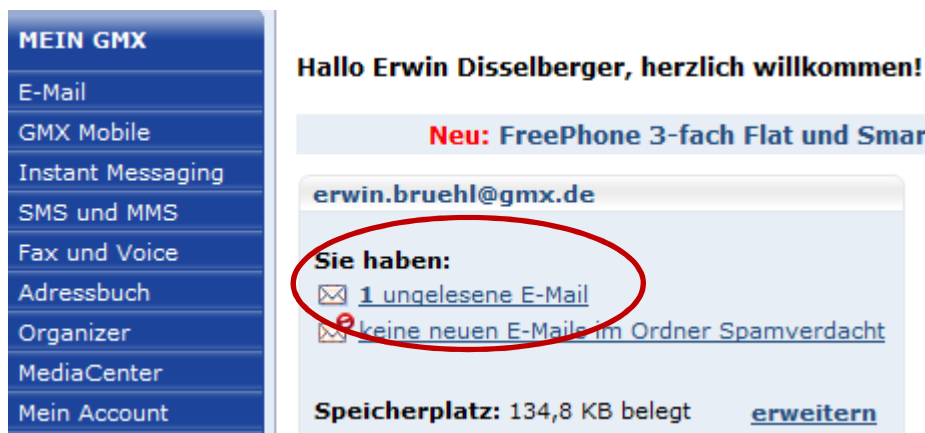 MEIN GMX
E-Mail
GMX Mobile
Instant Messaging
SMS und MMS
Fax und Voice
Adressbuch
Organizer
MediaCenter
Mein Account
Hallo Erwin Disselberger, herzlich willkommen!
Neu: FreePhone 3-fach Flat und Smar
erwin.bruehl@gmx.de
Sie haben:
1 ungelesene E-Mail
keine neuen E-Mails im Ordner Spamverdacht
Speicherplatz: 134,8 KB belegt erweitern